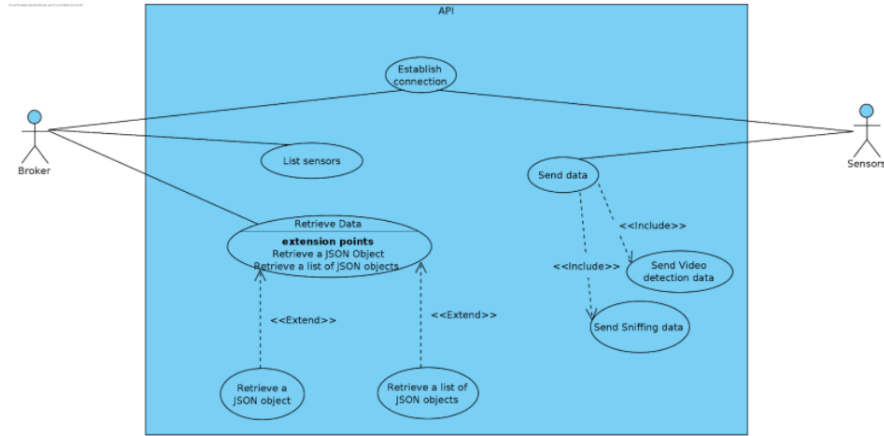 API
Establish
connection
Broker
Sensors
List sensors
Send data
Retrieve Data
extension points
Retrieve a JSON Object
Retrieve a list of JSON objects
<<Include>>
<<Include>>
Send Video
detection data
Send Sniffing data
<<Extend>>
<<Extend>>
Retrieve a
JSON object
Retrieve a list of
JSON objects